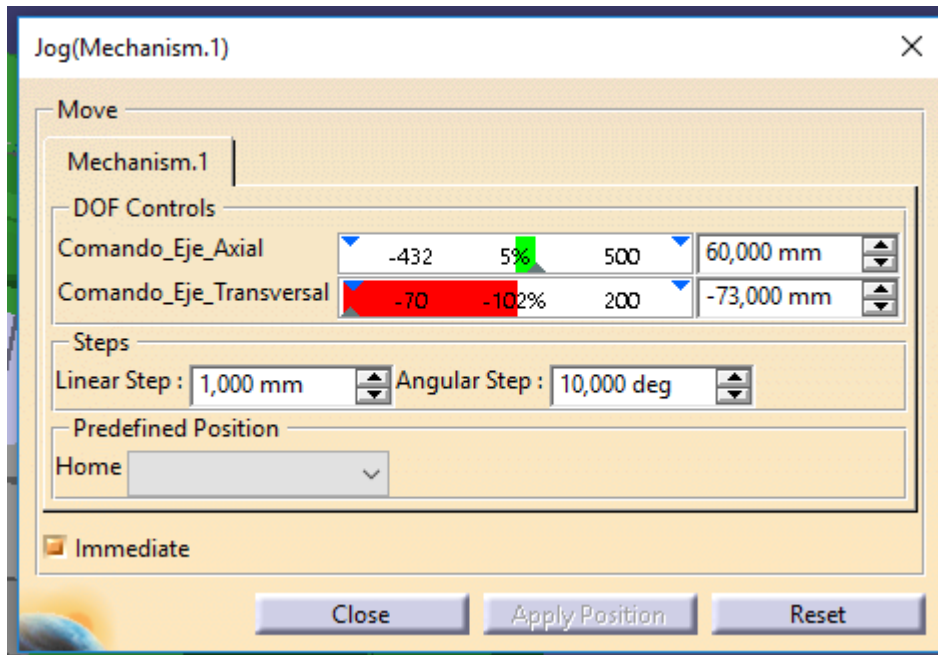 Jog(Mechanism.1)
Move
Mechanism.1
DOF Controls
Comando_Eje_Axial -432 5% 500 60,000 mm
Comando_Eje_Transversal -70 -102% 200 -73,000 mm
Steps
Linear Step : 1,000 mm Angular Step : 10,000 deg
Predefined Position
Home
Immediate
Close Apply Position Reset